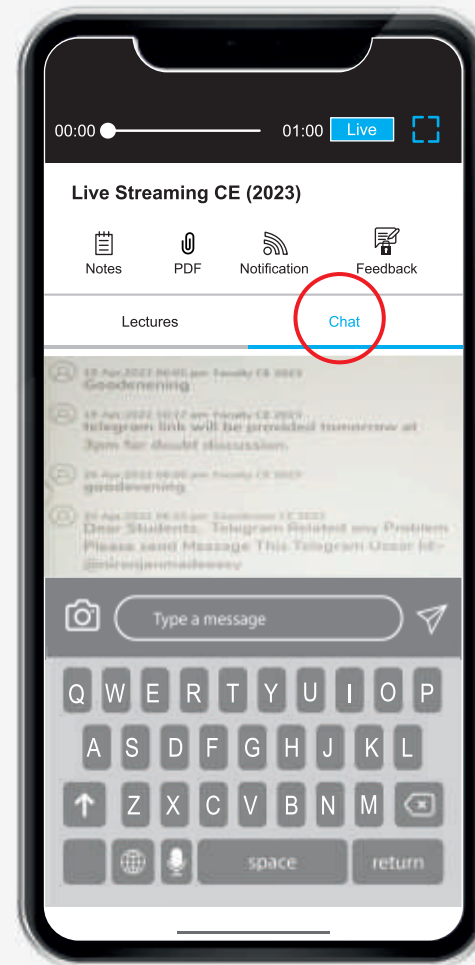 00:00 01:00 Live
Live Streaming CE (2023)
Notes PDF Notification Feedback
Lectures Chat
Goodenening
telegram link will be provided tomorrow at
3pm for doubt discussion.
goodevening
Dear Students, Telegram Related any Problem
Please send Message This Telegram Usser Id:-
Type a message
Q W E R T Y U I O P
A S D F G H J K L
Z X C V B N M
space return